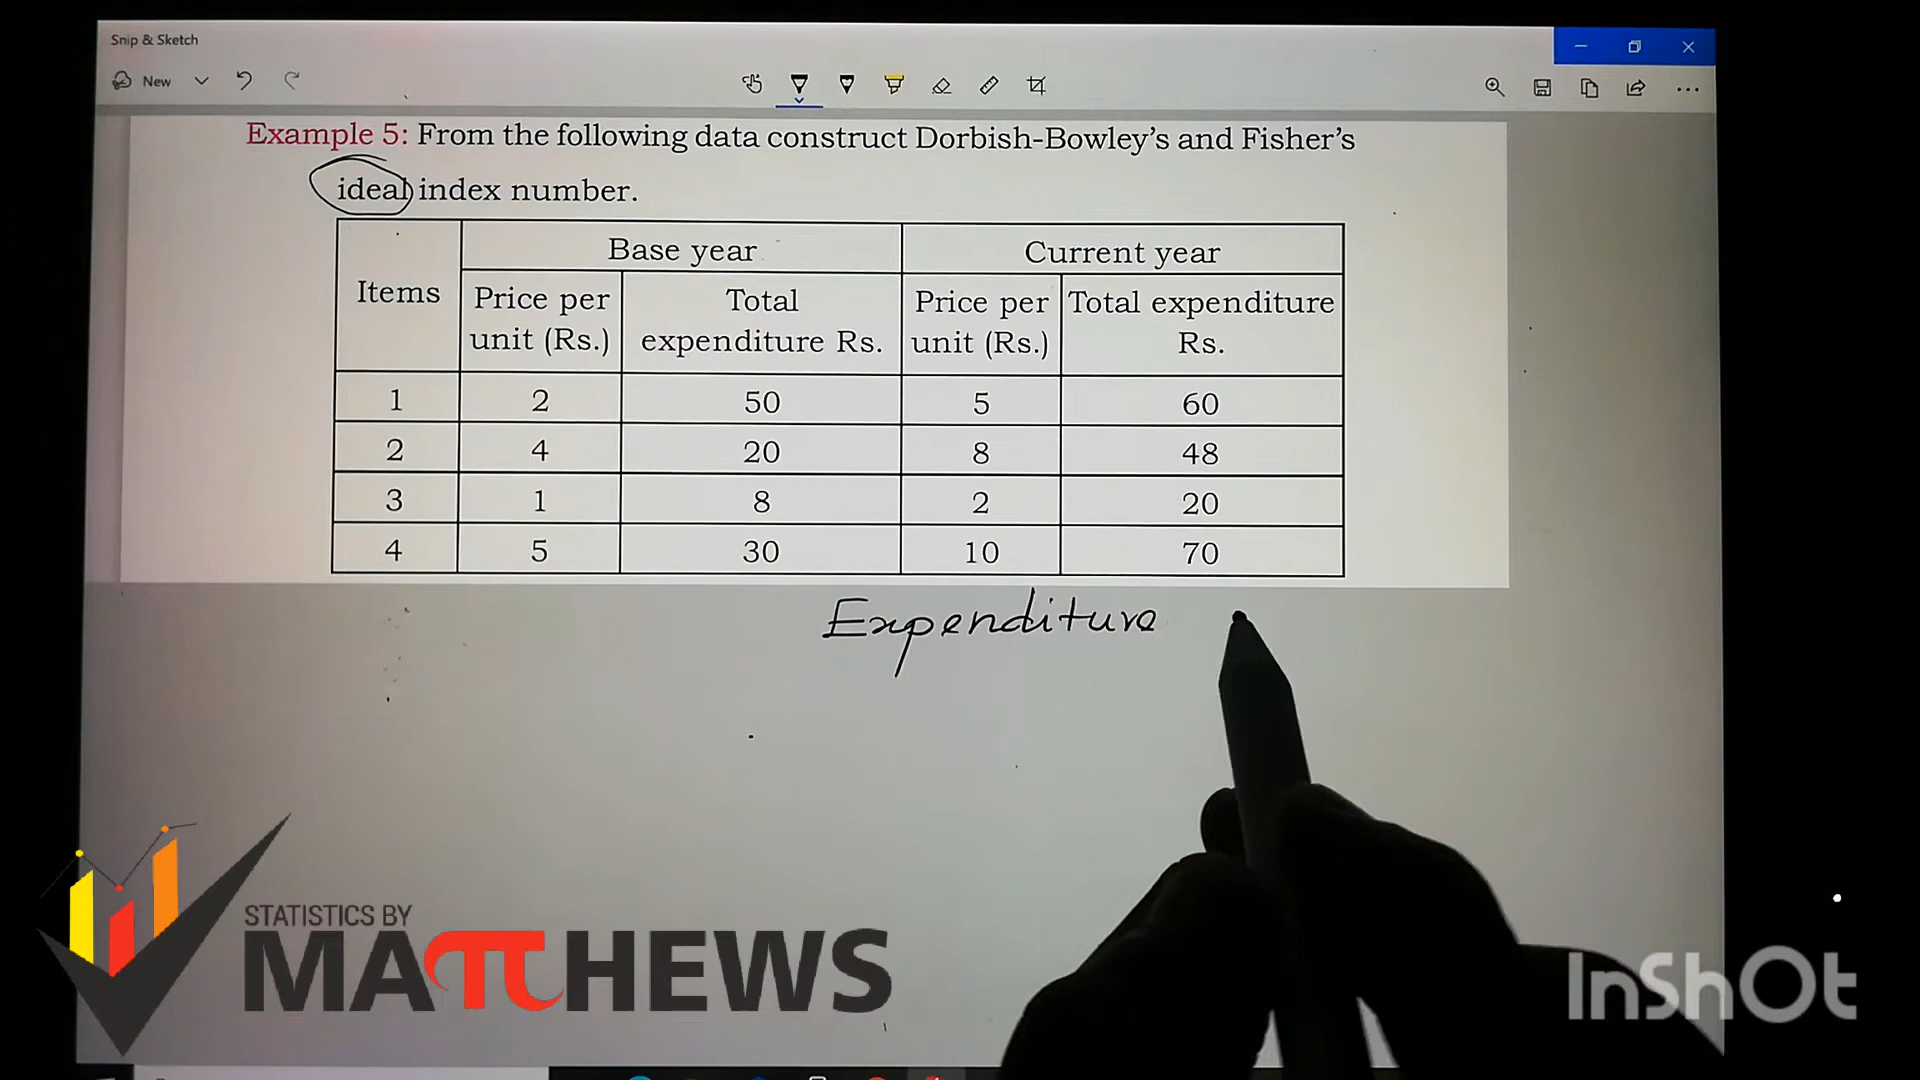 Snip & Sketch
New
Example 5: From the following data construct Dorbish-Bowley's and Fisher's
ideal index number.
Items Base year Current year
Price per unit (Rs.) Total expenditure Rs. Price per unit (Rs.) Total expenditure Rs.
1 2 50 5 60
2 4 20 8 48
3 1 8 2 20
4 5 30 10 70
Expenditure
STATISTICS BY
MATHEWS
InShOt